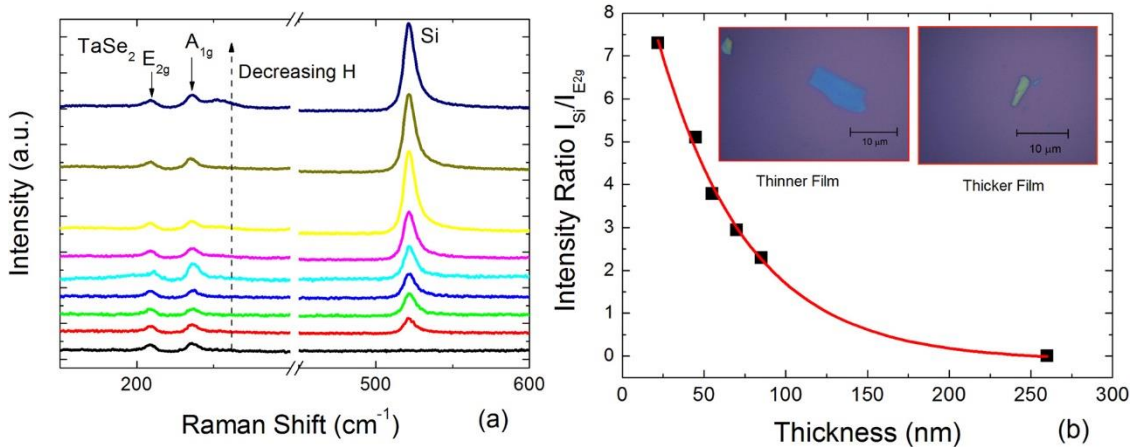 TaSe2 E2g
A1g
Decreasing H
Si
Intensity (a.u.)
200
500
600
Raman Shift (cm-1)
(a)
8
7
6
5
4
3
2
1
0
Intensity Ratio ISi/IE2g
10 μm
Thinner Film
10 μm
Thicker Film
0
50
100
150
200
250
300
Thickness (nm)
(b)